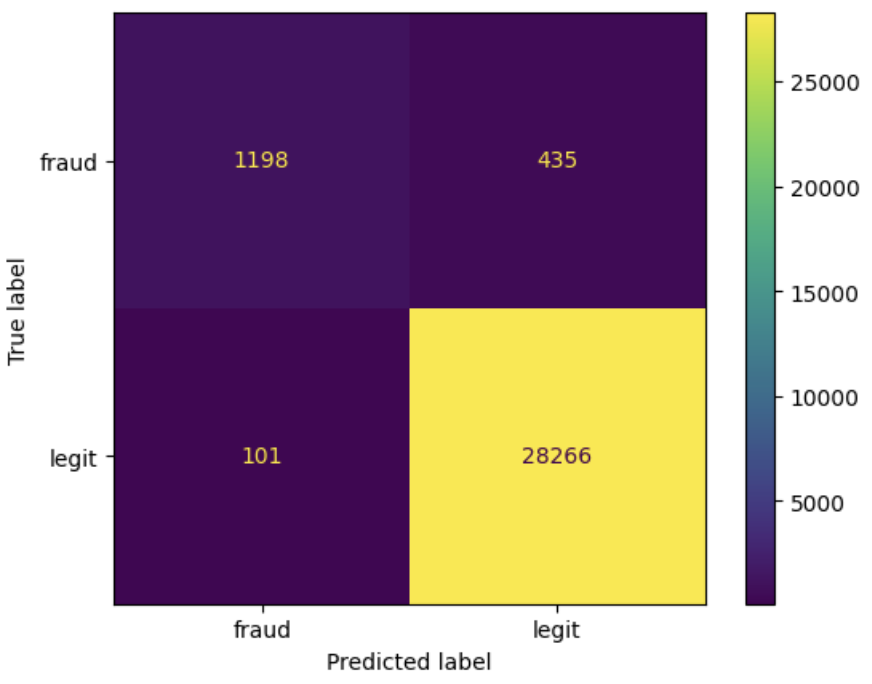 25000
fraud 1198 435
20000
True label
15000
10000
legit 101 28266
5000
fraud legit
Predicted label